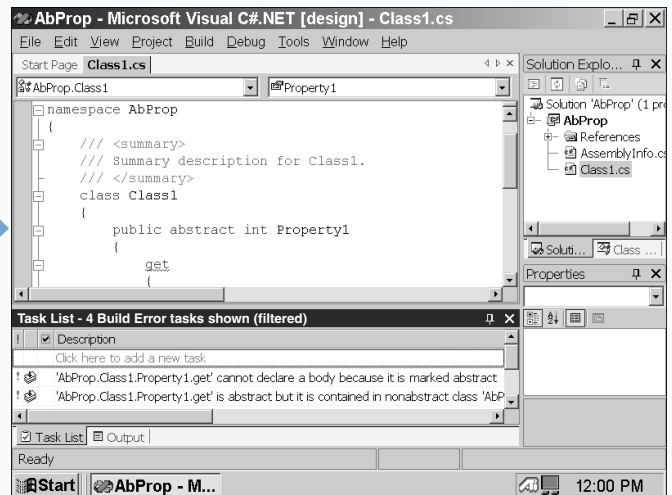 AbProp - Microsoft Visual C#.NET [design] - Class1.cs
File Edit View Project Build Debug Tools Window Help
Start Page Class1.cs
AbProp.Class1 Property1
namespace AbProp
{
/// <summary>
/// Summary description for Class1.
/// </summary>
class Class1
{
public abstract int Property1
{
get
{
Solution Explo...
Solution 'AbProp' (1 pro
AbProp
References
AssemblyInfo.cs
Class1.cs
Soluti... Class ...
Properties
Task List - 4 Build Error tasks shown (filtered)
! Description
Click here to add a new task
! 'AbProp.Class1.Property1.get' cannot declare a body because it is marked abstract
! 'AbProp.Class1.Property1.get' is abstract but it is contained in nonabstract class 'AbP
Task List Output
Ready
Start AbProp - M... 12:00 PM